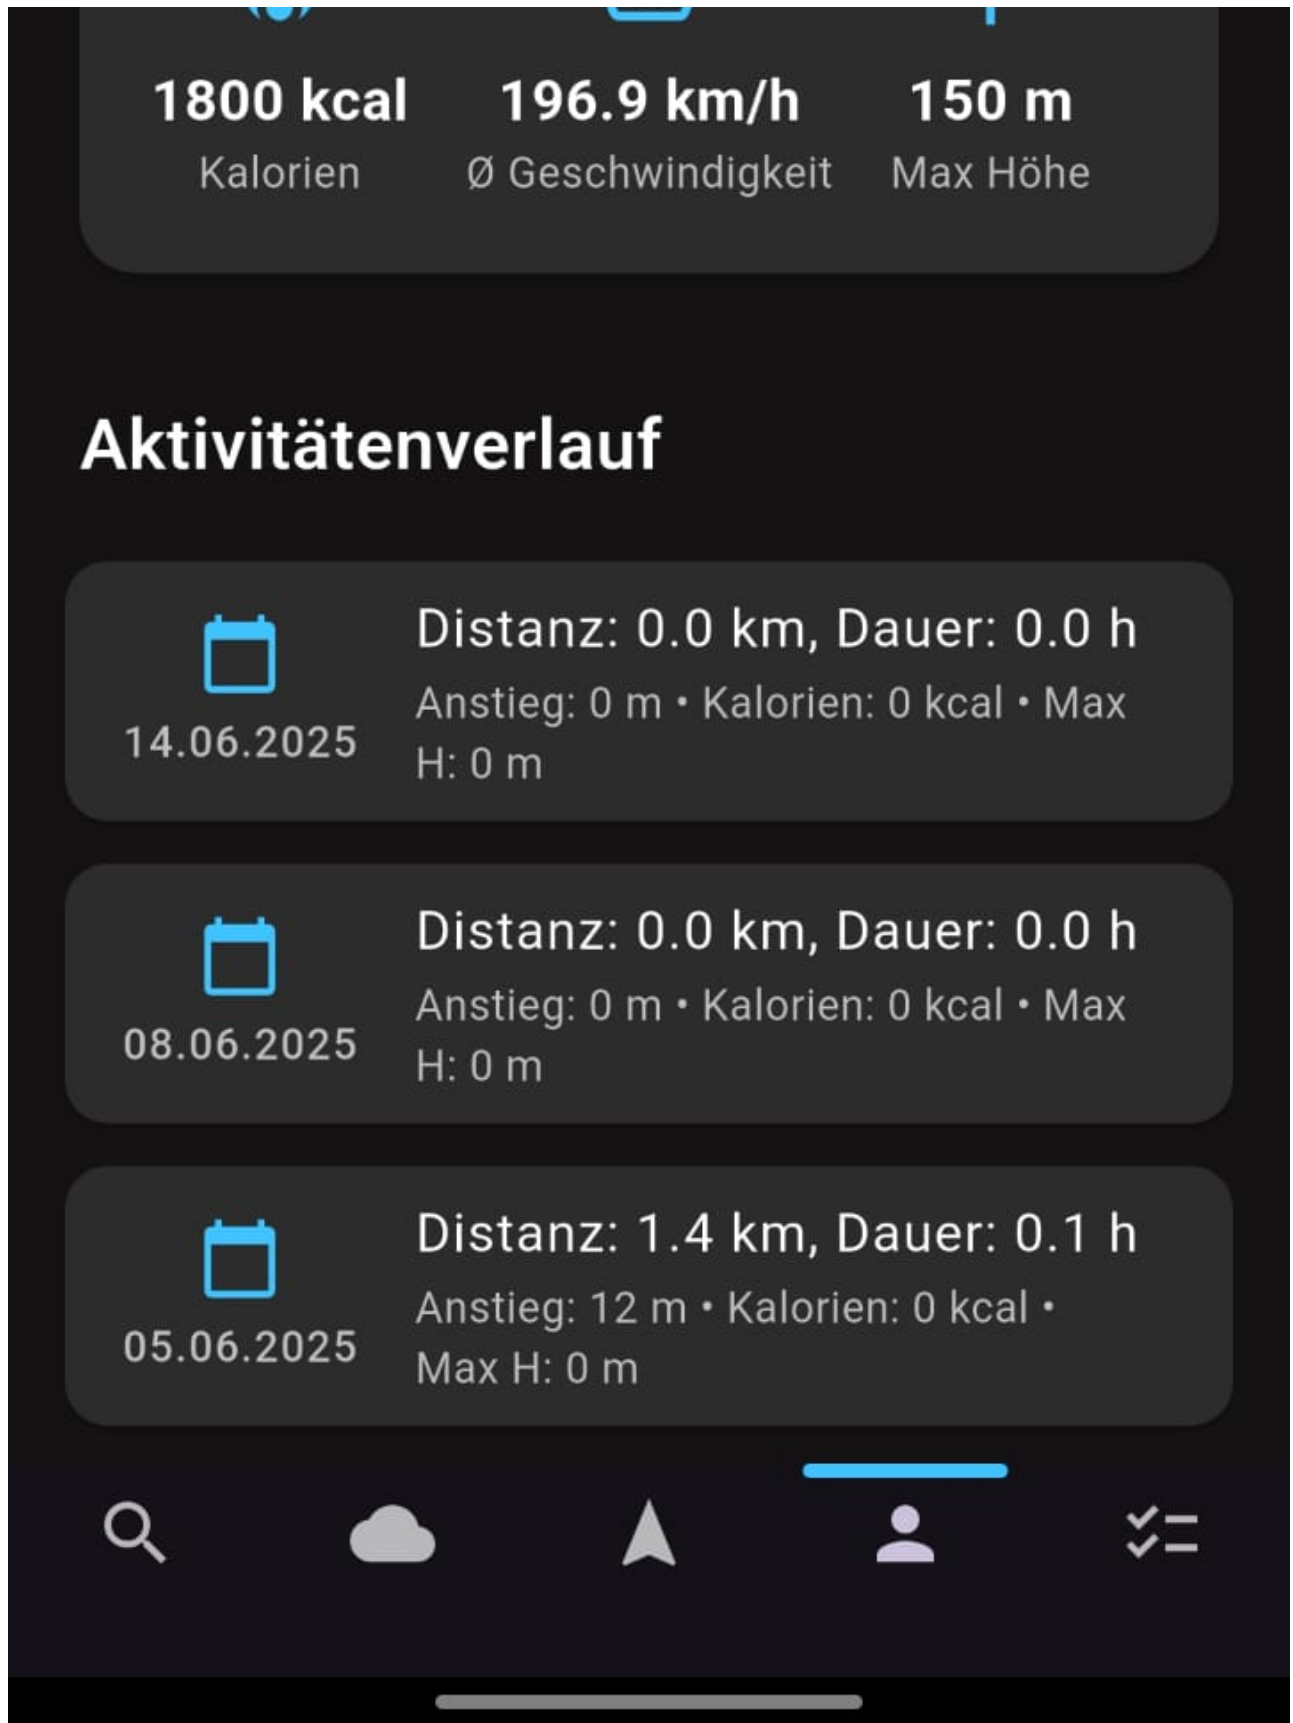 1800 kcal 196.9 km/h 150 m
Kalorien Ø Geschwindigkeit Max Höhe
Aktivitätenverlauf
Distanz: 0.0 km, Dauer: 0.0 h
Anstieg: 0 m • Kalorien: 0 kcal • Max
H: 0 m
14.06.2025
Distanz: 0.0 km, Dauer: 0.0 h
Anstieg: 0 m • Kalorien: 0 kcal • Max
H: 0 m
08.06.2025
Distanz: 1.4 km, Dauer: 0.1 h
Anstieg: 12 m • Kalorien: 0 kcal •
Max H: 0 m
05.06.2025